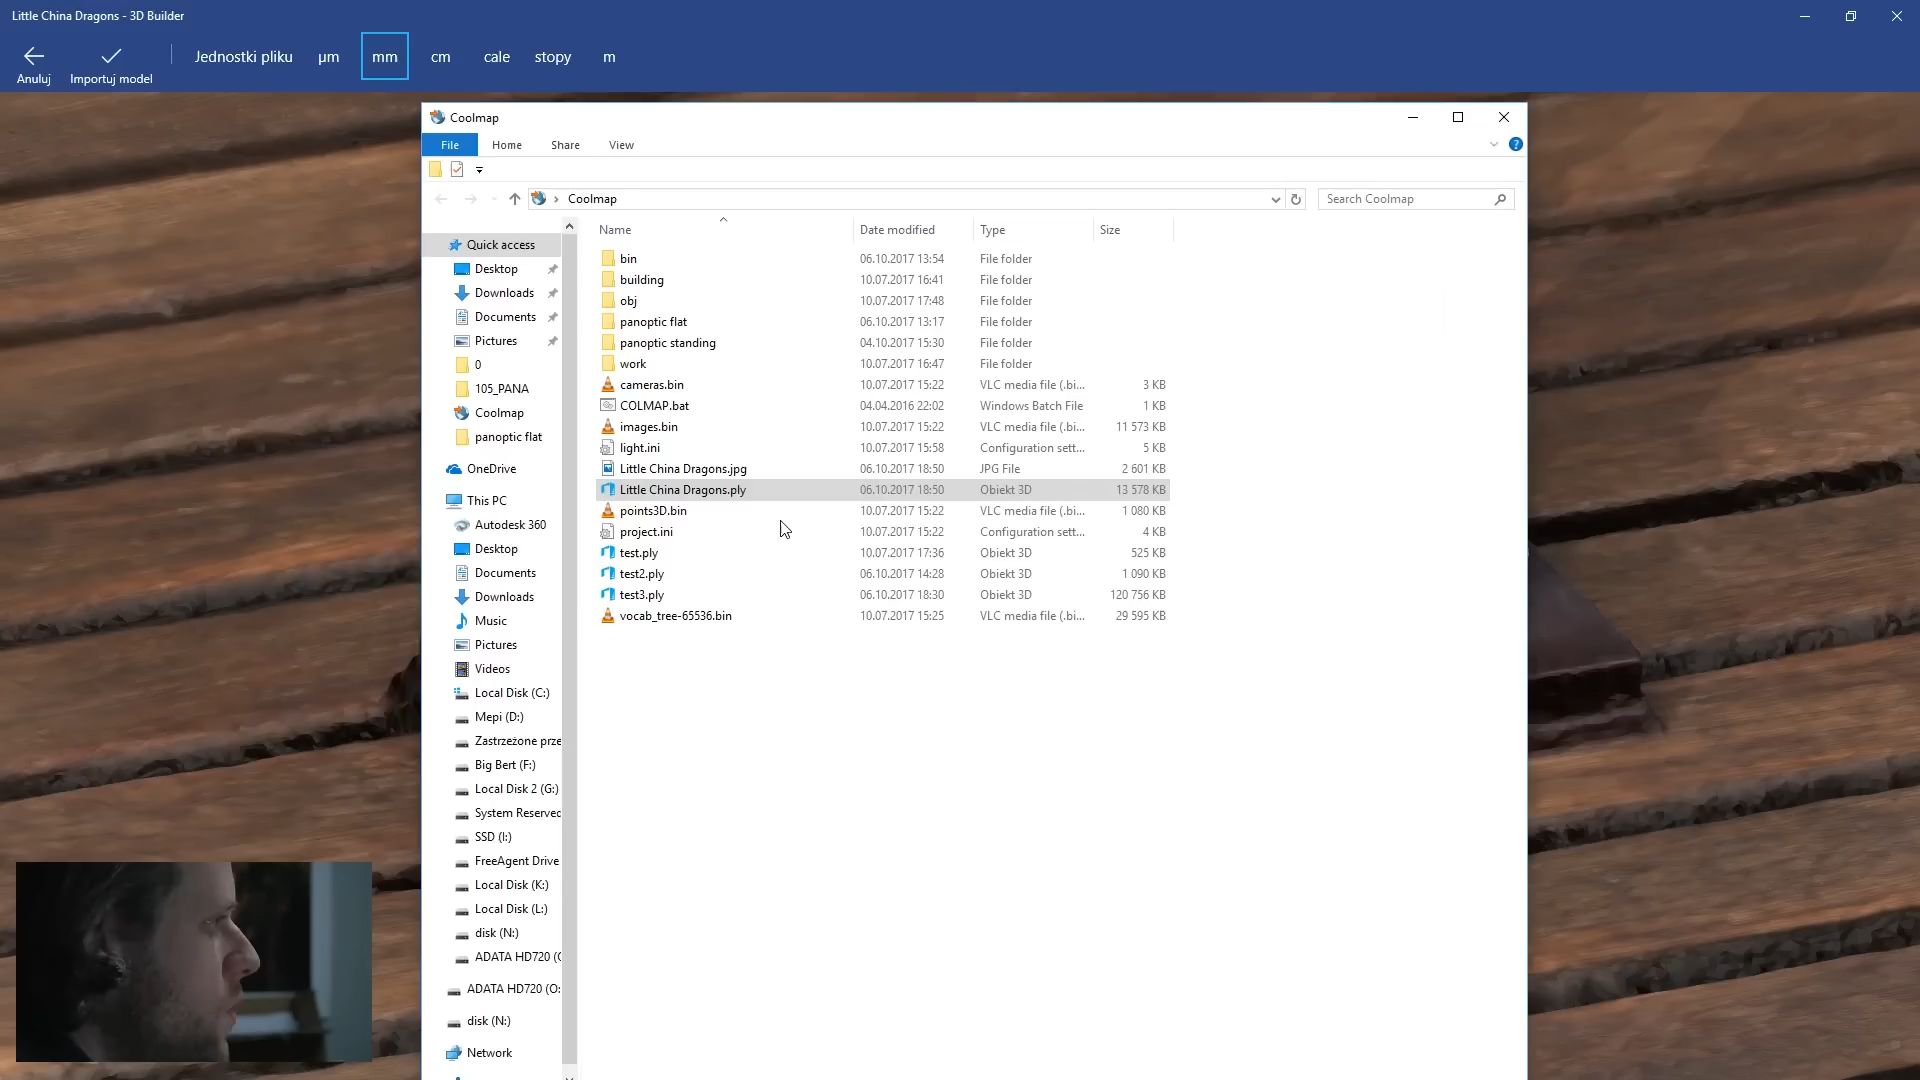 Little China Dragons - 3D Builder
Anuluj
Importuj model
Jednostki pliku
µm
mm
cm
cale
stopy
m
Coolmap
File
Home
Share
View
Coolmap
Search Coolmap
Quick access
Desktop
Downloads
Documents
Pictures
0
105_PANA
Coolmap
panoptic flat
OneDrive
This PC
Autodesk 360
Desktop
Documents
Downloads
Music
Pictures
Videos
Local Disk (C:)
Mepi (D:)
Zastrzeżone prze
Big Bert (F:)
Local Disk 2 (G:)
System Reserved
SSD (I:)
FreeAgent Drive
Local Disk (K:)
Local Disk (L:)
disk (N:)
ADATA HD720 (O
ADATA HD720 (O:
disk (N:)
Network
Name Date modified Type Size
bin 06.10.2017 13:54 File folder
building 10.07.2017 16:41 File folder
obj 10.07.2017 17:48 File folder
panoptic flat 06.10.2017 13:17 File folder
panoptic standing 04.10.2017 15:30 File folder
work 10.07.2017 16:47 File folder
cameras.bin 10.07.2017 15:22 VLC media file (.bi... 3 KB
COLMAP.bat 04.04.2016 22:02 Windows Batch File 1 KB
images.bin 10.07.2017 15:22 VLC media file (.bi... 11 573 KB
light.ini 10.07.2017 15:58 Configuration sett... 5 KB
Little China Dragons.jpg 06.10.2017 18:50 JPG File 2 601 KB
Little China Dragons.ply 06.10.2017 18:50 Obiekt 3D 13 578 KB
points3D.bin 10.07.2017 15:22 VLC media file (.bi... 1 080 KB
project.ini 10.07.2017 15:22 Configuration sett... 4 KB
test.ply 10.07.2017 17:36 Obiekt 3D 525 KB
test2.ply 06.10.2017 14:28 Obiekt 3D 1 090 KB
test3.ply 06.10.2017 18:30 Obiekt 3D 120 756 KB
vocab_tree-65536.bin 10.07.2017 15:25 VLC media file (.bi... 29 595 KB